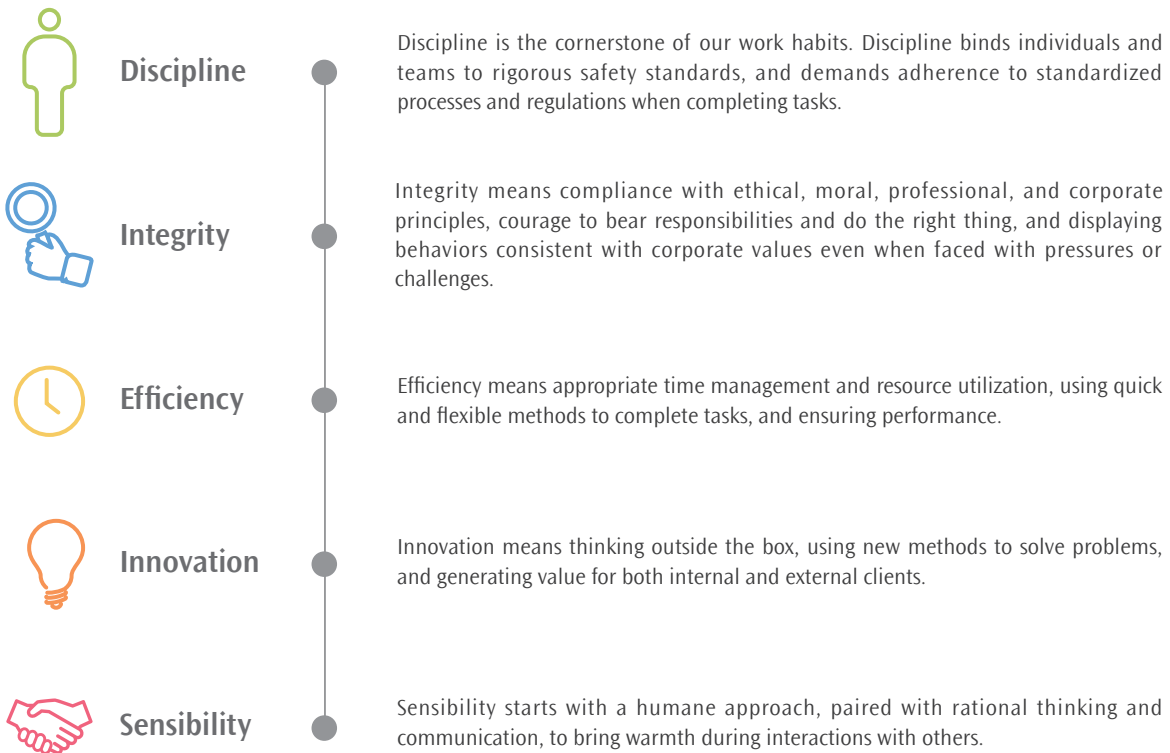 Discipline
Discipline is the cornerstone of our work habits. Discipline binds individuals and
teams to rigorous safety standards, and demands adherence to standardized
processes and regulations when completing tasks.
Integrity
Integrity means compliance with ethical, moral, professional, and corporate
principles, courage to bear responsibilities and do the right thing, and displaying
behaviors consistent with corporate values even when faced with pressures or
challenges.
Efficiency
Efficiency means appropriate time management and resource utilization, using quick
and flexible methods to complete tasks, and ensuring performance.
Innovation
Innovation means thinking outside the box, using new methods to solve problems,
and generating value for both internal and external clients.
Sensibility
Sensibility starts with a humane approach, paired with rational thinking and
communication, to bring warmth during interactions with others.